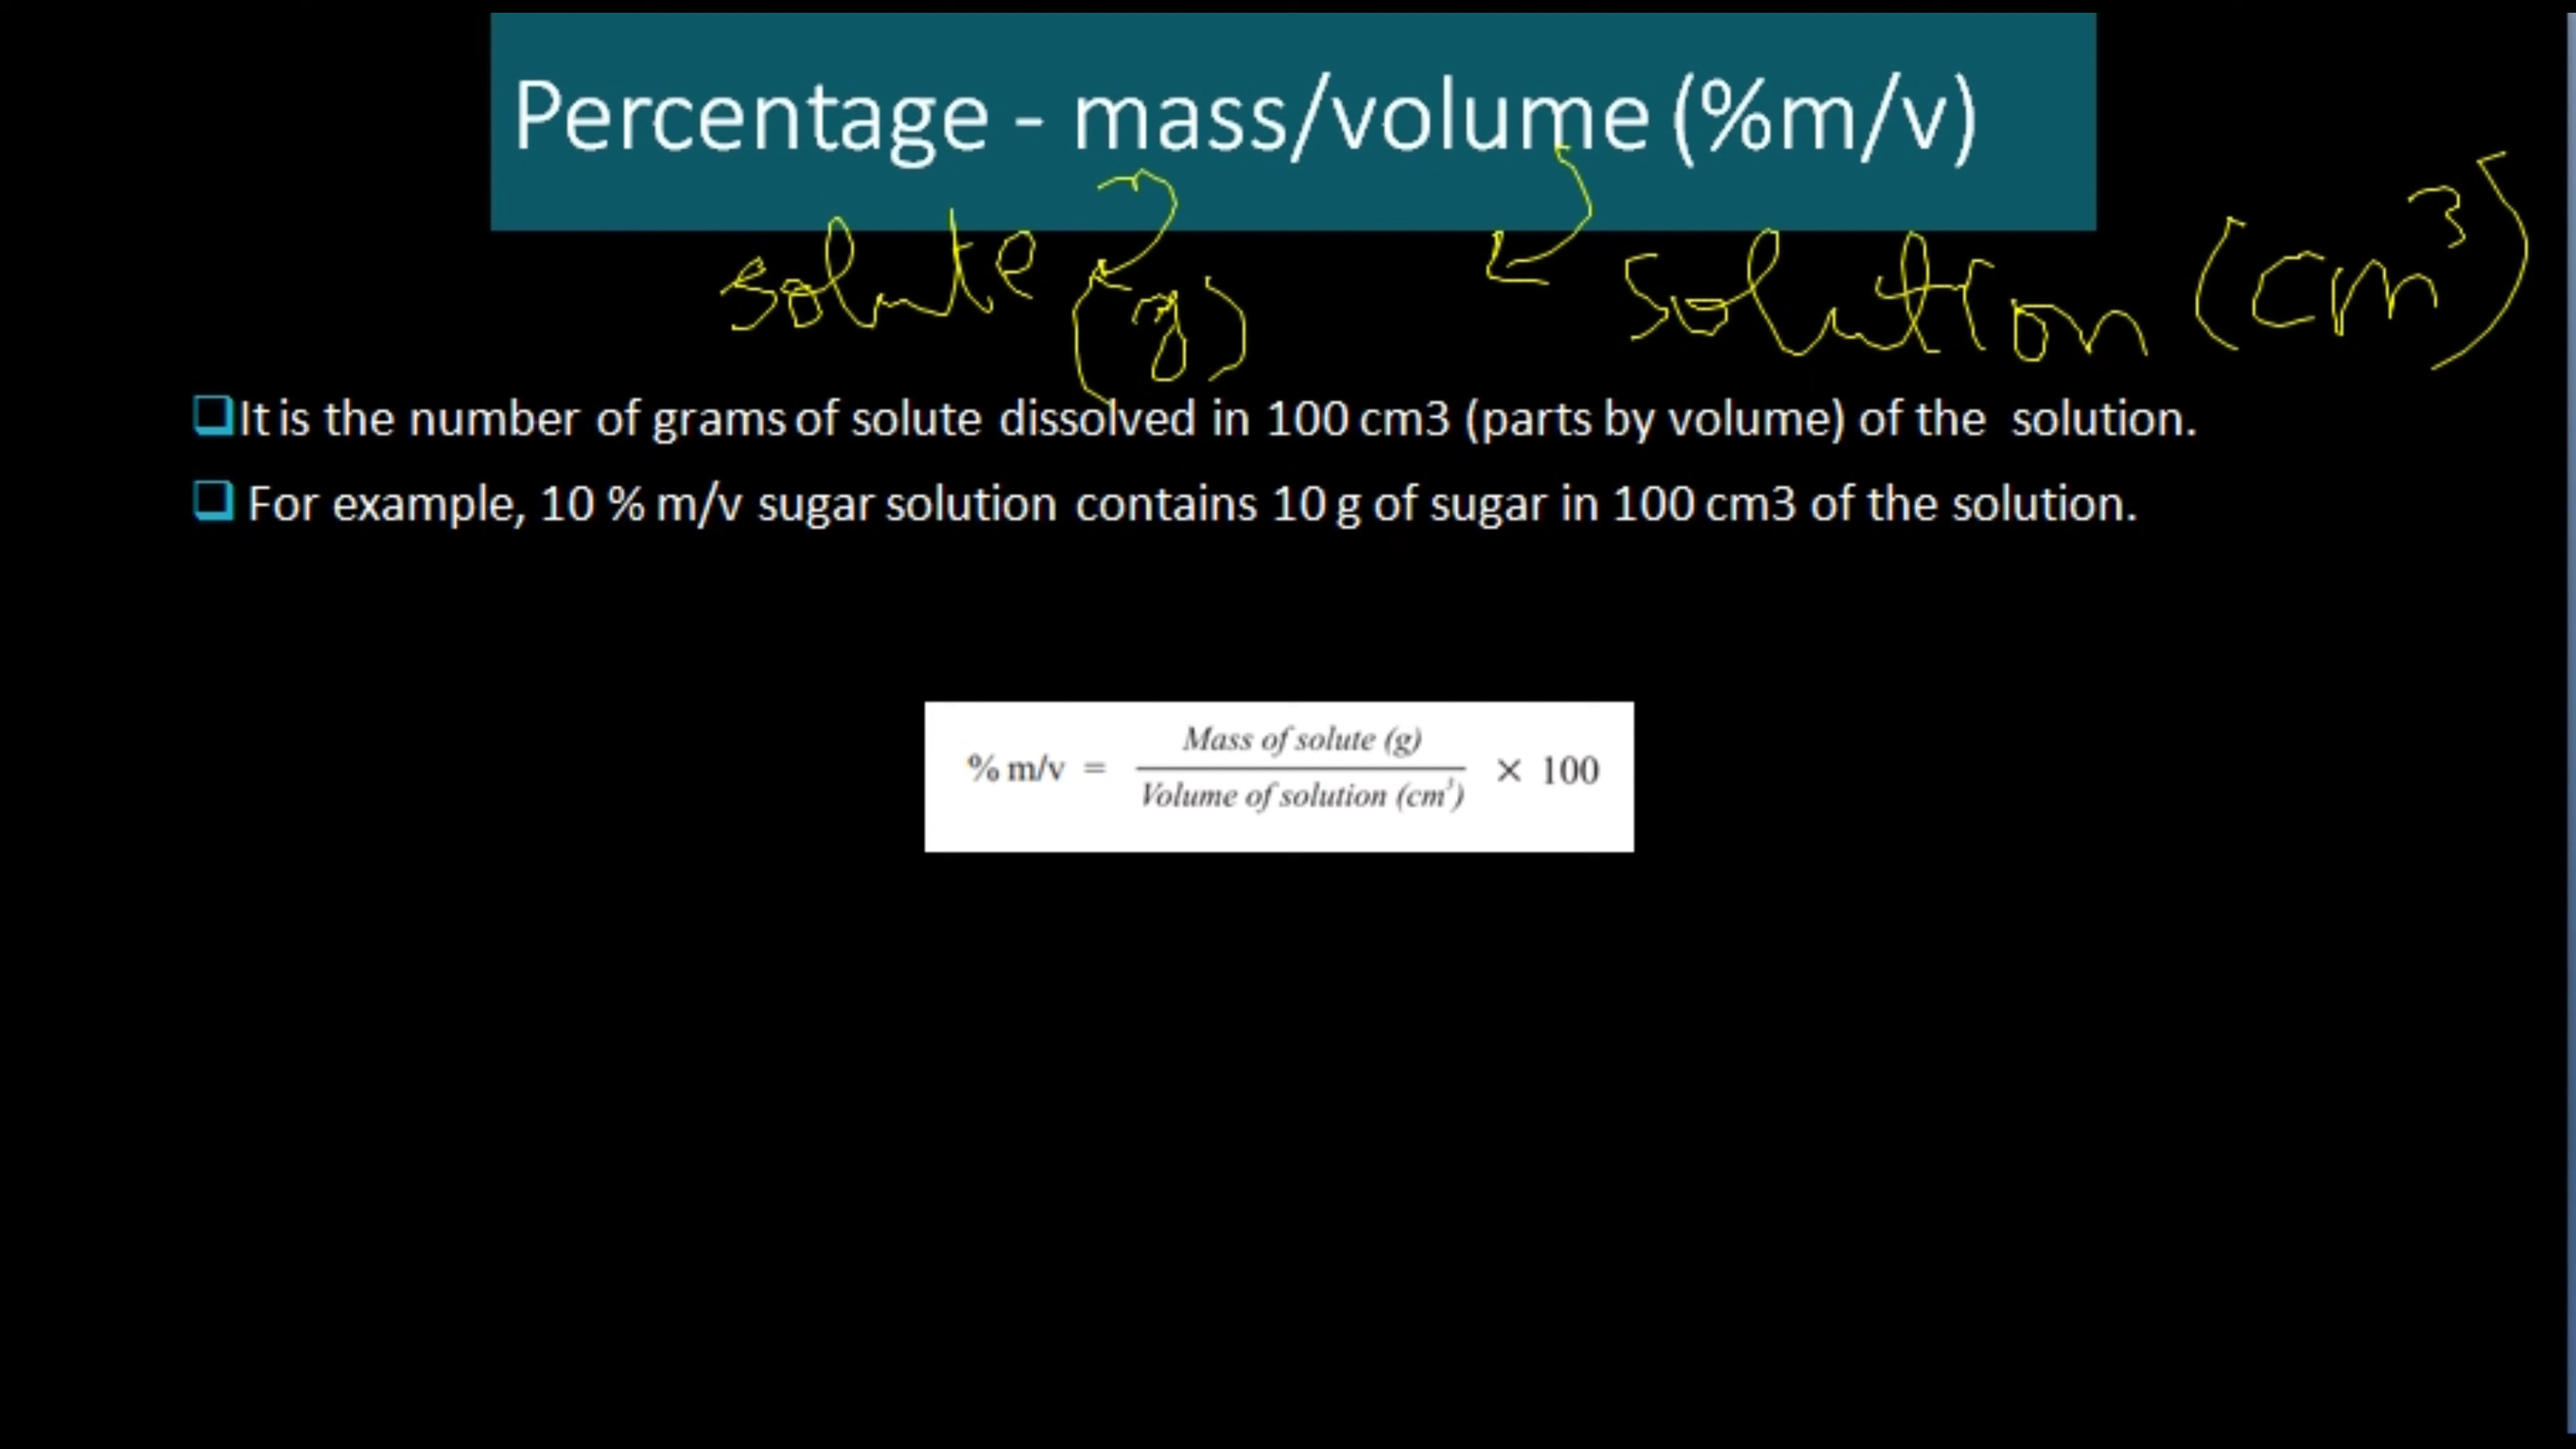 Percentage - mass/volume (%m/v)
solute (g) solution (cm³)
It is the number of grams of solute dissolved in 100 cm3 (parts by volume) of the solution.
For example, 10 % m/v sugar solution contains 10 g of sugar in 100 cm3 of the solution.
% m/v = Mass of solute (g) / Volume of solution (cm³) × 100